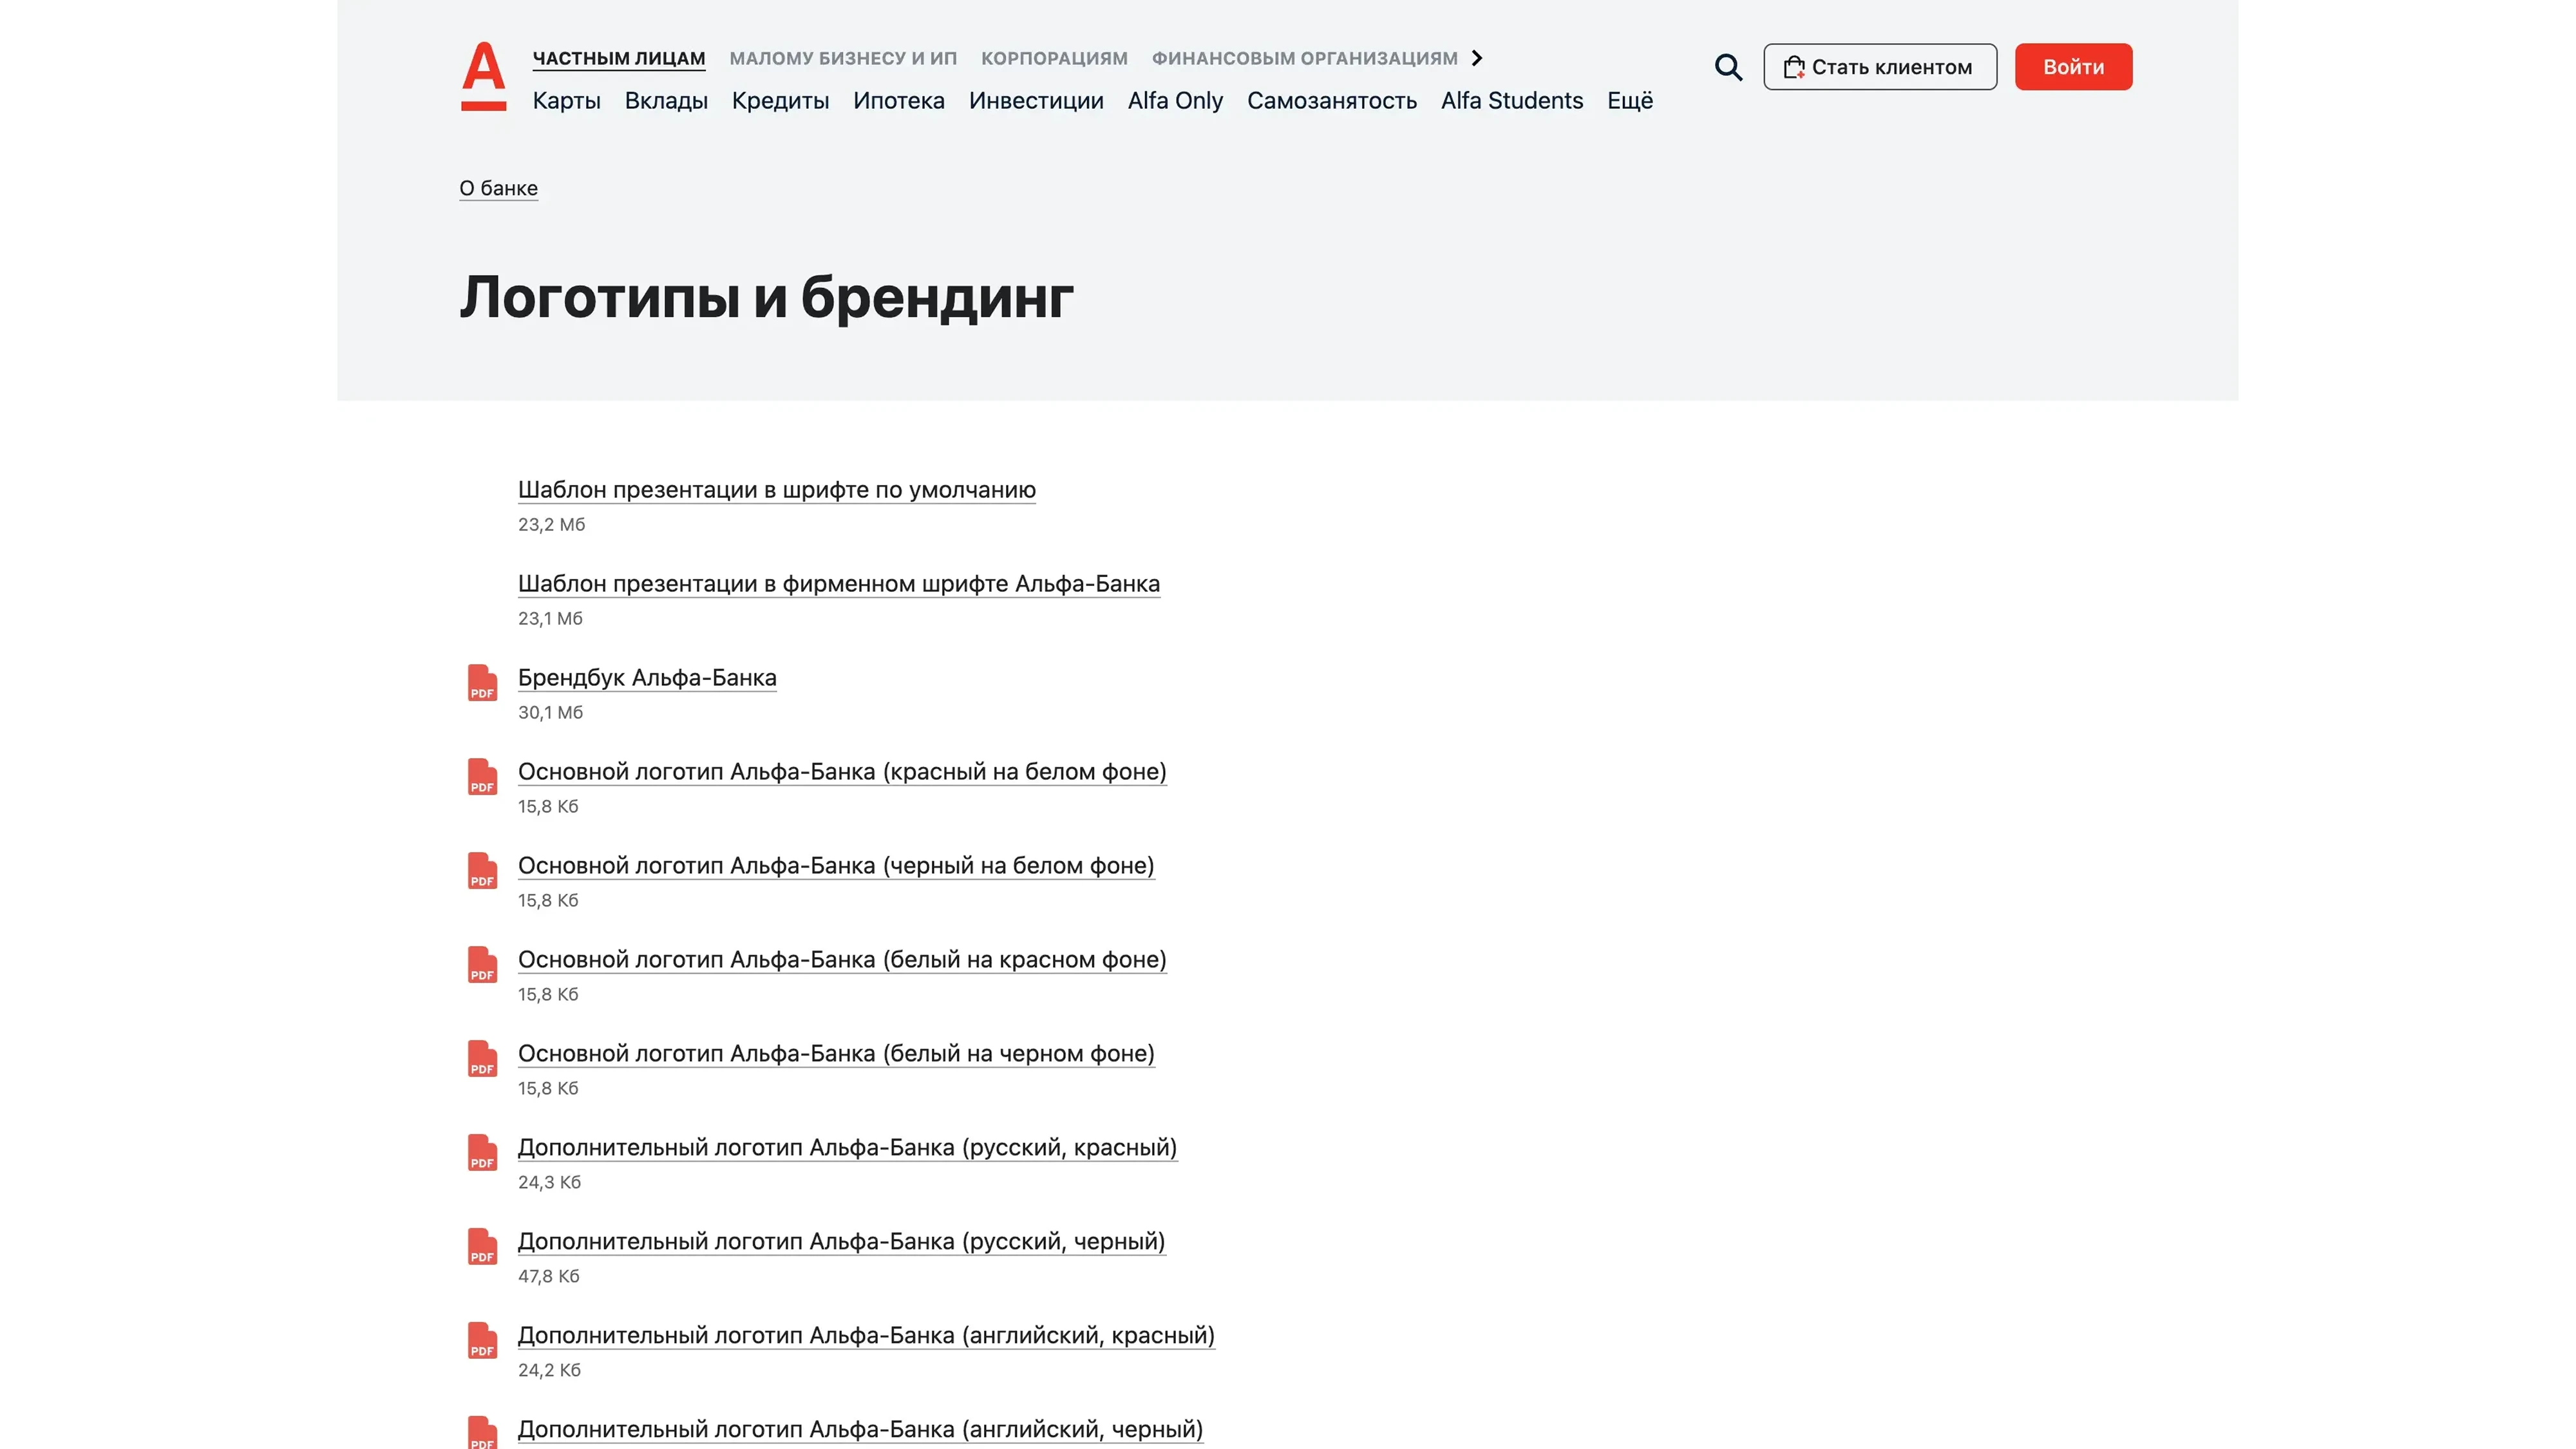 А
ЧАСТНЫМ ЛИЦАМ МАЛОМУ БИЗНЕСУ И ИП КОРПОРАЦИЯМ ФИНАНСОВЫМ ОРГАНИЗАЦИЯМ
Карты Вклады Кредиты Ипотека Инвестиции Alfa Only Самозанятость Alfa Students Ещё
Стать клиентом
Войти
О банке
Логотипы и брендинг
Шаблон презентации в шрифте по умолчанию
23,2 Мб
Шаблон презентации в фирменном шрифте Альфа-Банка
23,1 Мб
PDF
Брендбук Альфа-Банка
30,1 Мб
PDF
Основной логотип Альфа-Банка (красный на белом фоне)
15,8 Кб
PDF
Основной логотип Альфа-Банка (черный на белом фоне)
15,8 Кб
PDF
Основной логотип Альфа-Банка (белый на красном фоне)
15,8 Кб
PDF
Основной логотип Альфа-Банка (белый на черном фоне)
15,8 Кб
PDF
Дополнительный логотип Альфа-Банка (русский, красный)
24,3 Кб
PDF
Дополнительный логотип Альфа-Банка (русский, черный)
47,8 Кб
PDF
Дополнительный логотип Альфа-Банка (английский, красный)
24,2 Кб
PDF
Дополнительный логотип Альфа-Банка (английский, черный)